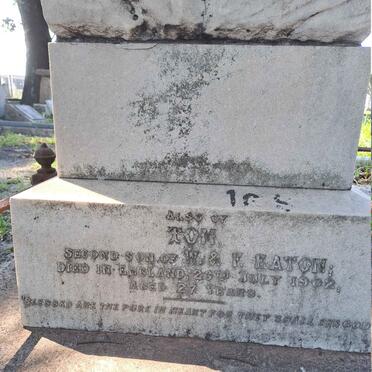 ALSO OF
TOM
SECOND SON OF W. & F. EATON;
DIED IN ENGLAND 26TH JULY 1902,
AGED 27 YEARS.
BLESSED ARE THE PURE IN HEART FOR THEY SHALL SEE GOD